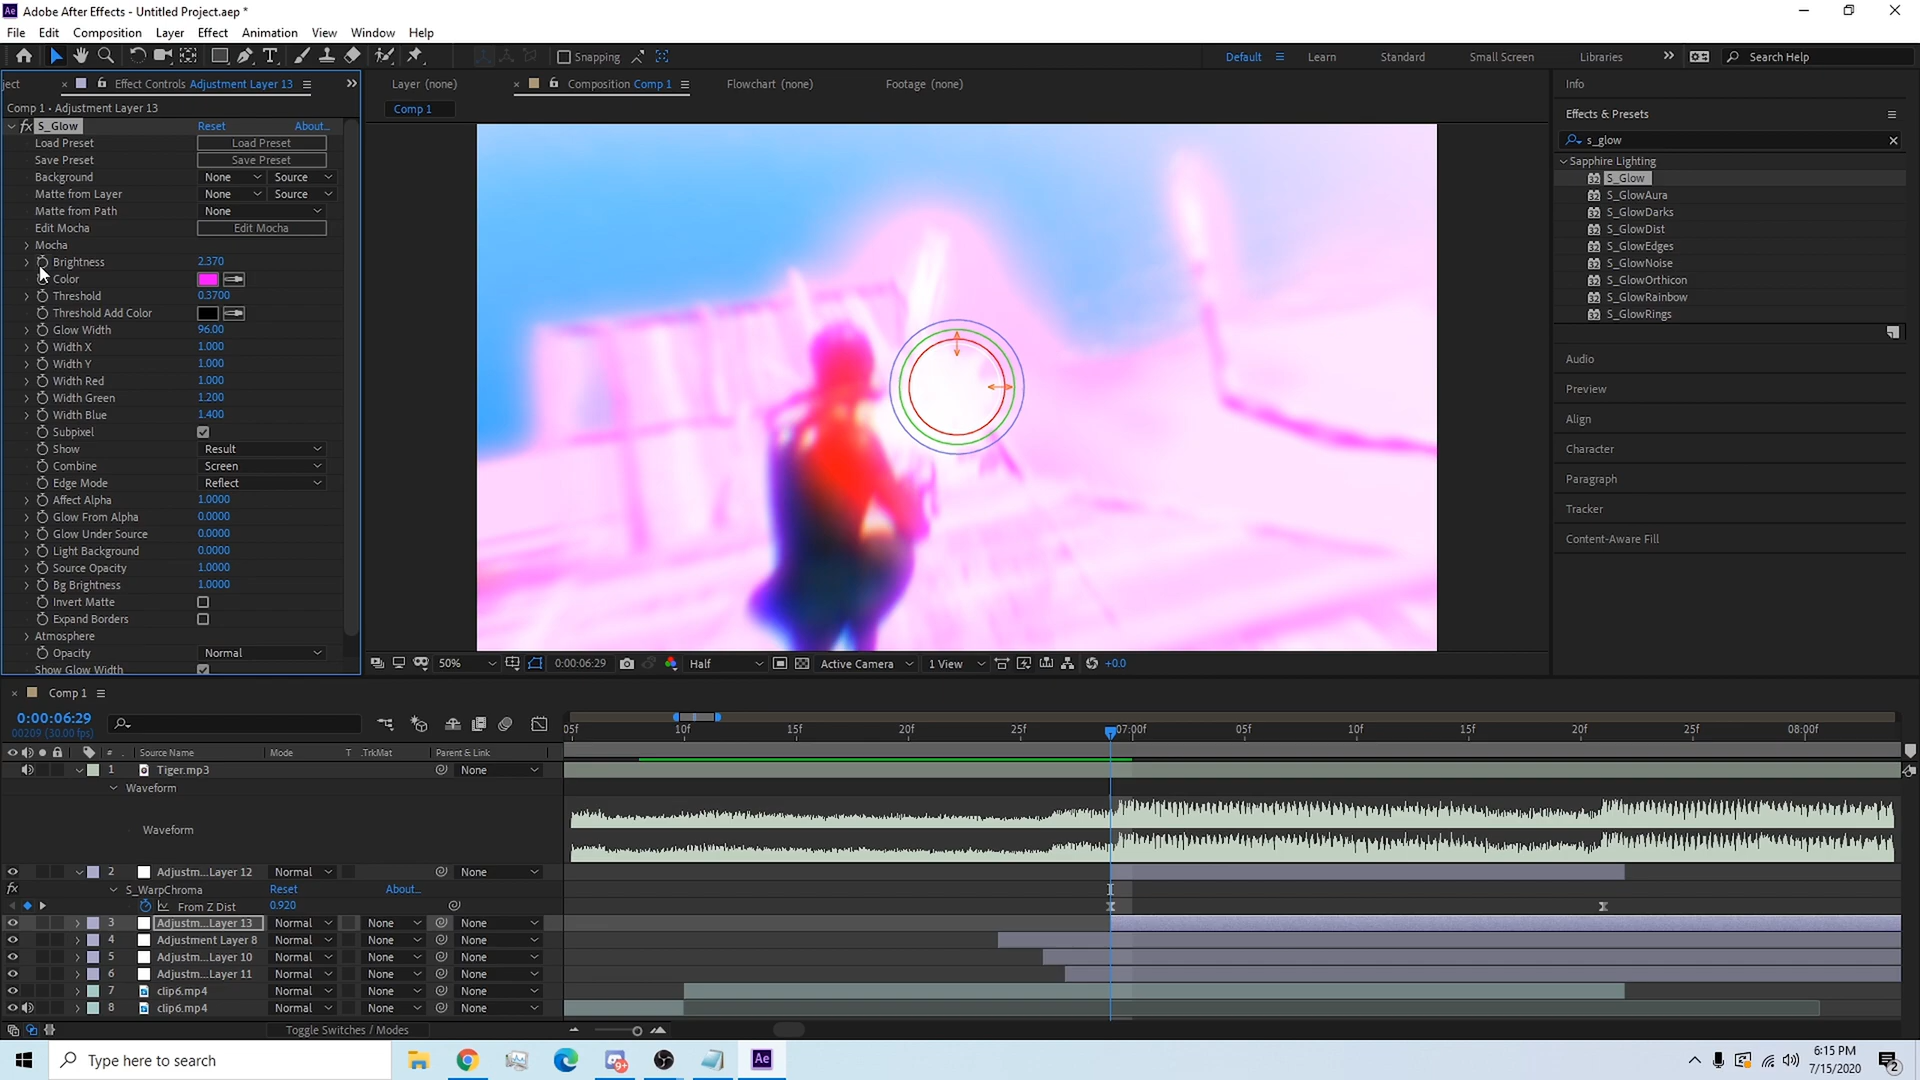 Adobe After Effects - Untitled Project.aep *
File Edit Composition Layer Effect Animation View Window Help
Snapping
Default Learn Standard Small Screen Libraries Search Help
ject Effect Controls Adjustment Layer 13
Layer (none) Composition Comp 1 Flowchart (none) Footage (none)
Comp 1 • Adjustment Layer 13
Comp 1
fx S_Glow Reset About...
Load Preset Load Preset
Save Preset Save Preset
Background None Source
Matte from Layer None Source
Matte from Path None
Edit Mocha Edit Mocha
Mocha
Brightness 2.370
Color
Threshold 0.3700
Threshold Add Color
Glow Width 96.00
Width X 1.000
Width Y 1.000
Width Red 1.000
Width Green 1.200
Width Blue 1.400
Subpixel
Show Result
Combine Screen
Edge Mode Reflect
Affect Alpha 1.0000
Glow From Alpha 0.0000
Glow Under Source 0.0000
Light Background 0.0000
Source Opacity 1.0000
Bg Brightness 1.0000
Invert Matte
Expand Borders
Atmosphere
Opacity Normal
Show Glow Width
50% 0:00:06:29 Half Active Camera 1 View +0.0
Info
Effects & Presets
s_glow
Sapphire Lighting
S_Glow
S_GlowAura
S_GlowDarks
S_GlowDist
S_GlowEdges
S_GlowNoise
S_GlowOrthicon
S_GlowRainbow
S_GlowRings
Audio
Preview
Align
Character
Paragraph
Tracker
Content-Aware Fill
Comp 1
0:00:06:29
00209 (30.00 fps)
05f 10f 15f 20f 25f 07:00f 05f 10f 15f 20f 25f 08:00f
# Source Name Mode T .TrkMat Parent & Link
1 Tiger.mp3 None
Waveform
Waveform
2 Adjustm...Layer 12 Normal None
fx S_WarpChroma Reset About...
From Z Dist 0.920
3 Adjustm...Layer 13 Normal None None
4 Adjustment Layer 8 Normal None None
5 Adjustm...Layer 10 Normal None None
6 Adjustm...Layer 11 Normal None None
7 clip6.mp4 Normal None None
8 clip6.mp4 Normal None None
Toggle Switches / Modes
Type here to search
Ae
6:15 PM
7/15/2020
2